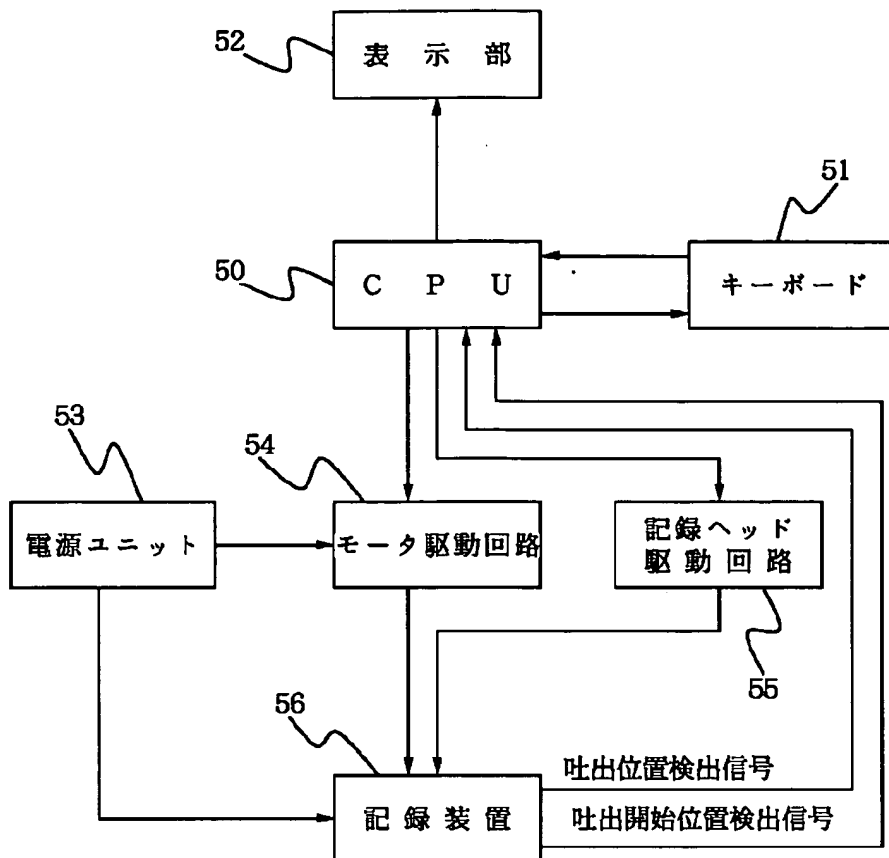 52
表示部
51
50
CPU
キーボード
53
54
電源ユニット
モータ駆動回路
記録ヘッド
駆動回路
55
56
吐出位置検出信号
記録装置
吐出開始位置検出信号